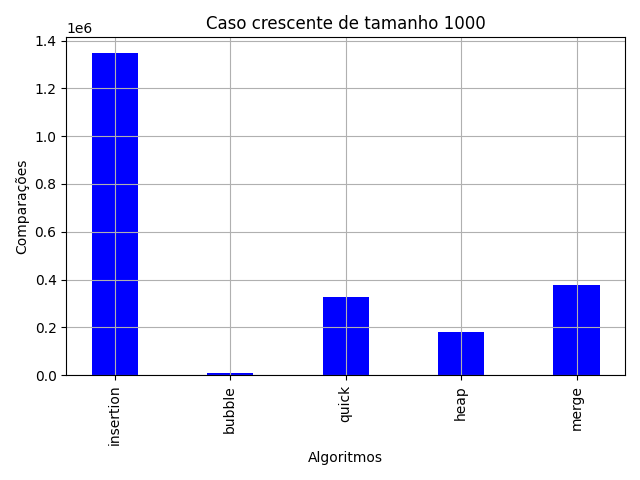 Caso crescente de tamanho 1000
1e6
1.4
1.2
1.0
0.8
0.6
0.4
0.2
0.0
Comparações
insertion
bubble
quick
heap
merge
Algoritmos